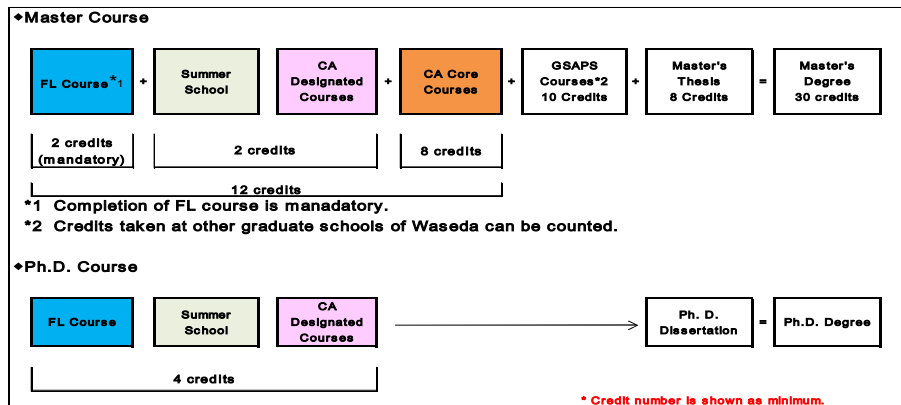 ◆Master Course
FL Course*1
+
Summer
School
CA
Designated
Courses
+
CA Core
Courses
+
GSAPS
Courses*2
10 Credits
+
Master's
Thesis
8 Credits
=
Master's
Degree
30 credits
2 credits
(mandatory)
2 credits
8 credits
12 credits
*1 Completion of FL course is manadatory.
*2 Credits taken at other graduate schools of Waseda can be counted.
◆Ph.D. Course
FL Course
Summer
School
CA
Designated
Courses
Ph. D.
Dissertation
=
Ph.D. Degree
4 credits
* Credit number is shown as minimum.